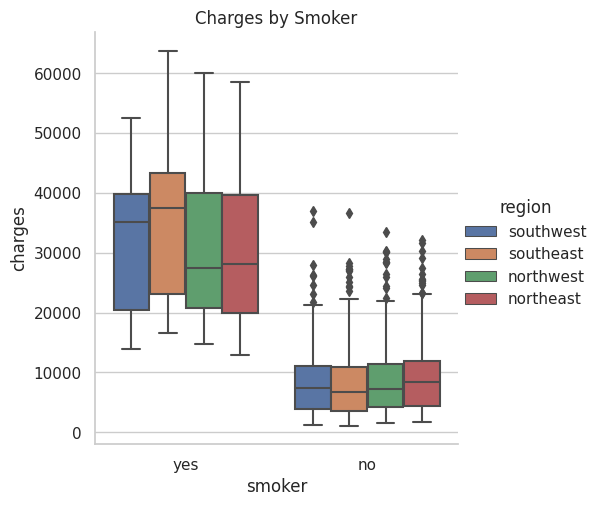 Charges by Smoker
60000
50000
40000
30000
20000
10000
0
charges
yes no
smoker
region
southwest
southeast
northwest
northeast